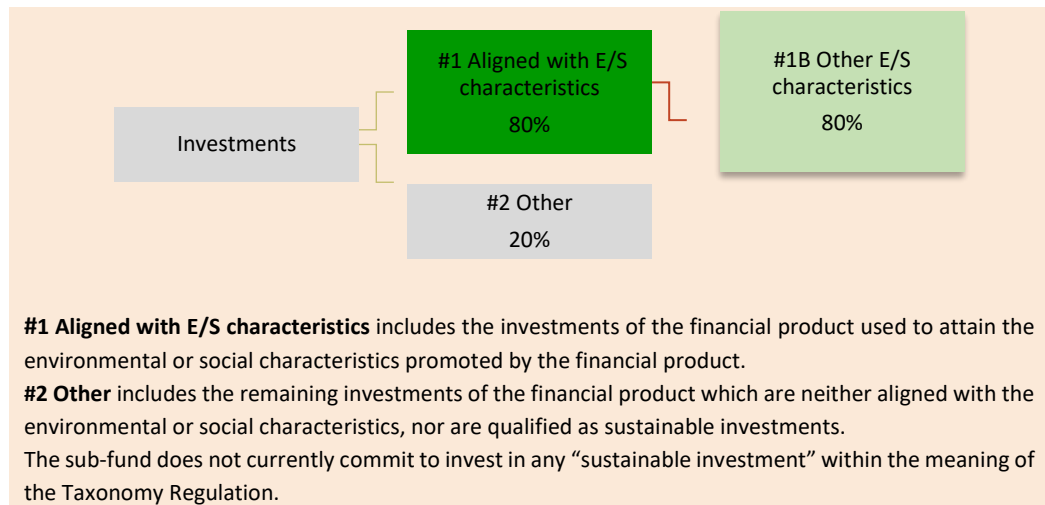 #1 Aligned with E/S
characteristics
80%
#1B Other E/S
characteristics
80%
Investments
#2 Other
20%
#1 Aligned with E/S characteristics includes the investments of the financial product used to attain the
environmental or social characteristics promoted by the financial product.
#2 Other includes the remaining investments of the financial product which are neither aligned with the
environmental or social characteristics, nor are qualified as sustainable investments.
The sub-fund does not currently commit to invest in any “sustainable investment” within the meaning of
the Taxonomy Regulation.